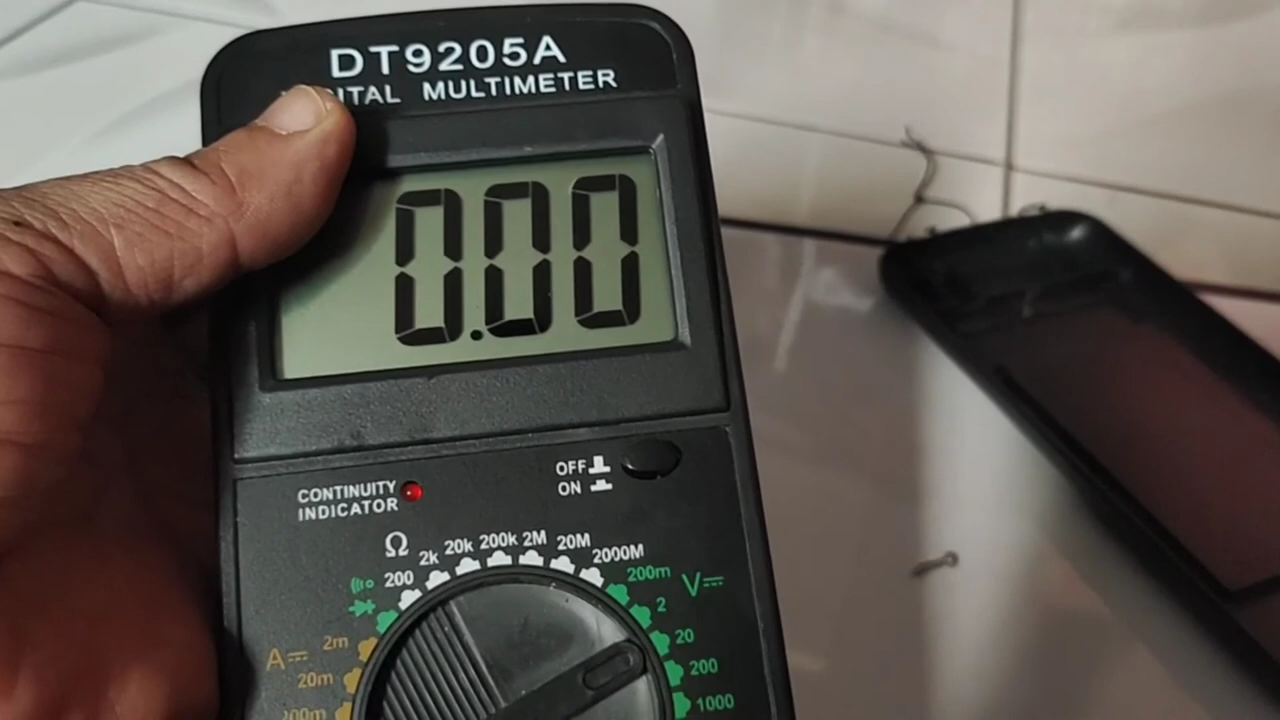 DT9205A
ITAL MULTIMETER
0.00
OFF
ON
CONTINUITY
INDICATOR
Ω
200 2k 20k 200k 2M 20M 2000M
200m V
2
20
200
1000
A
2m
20m